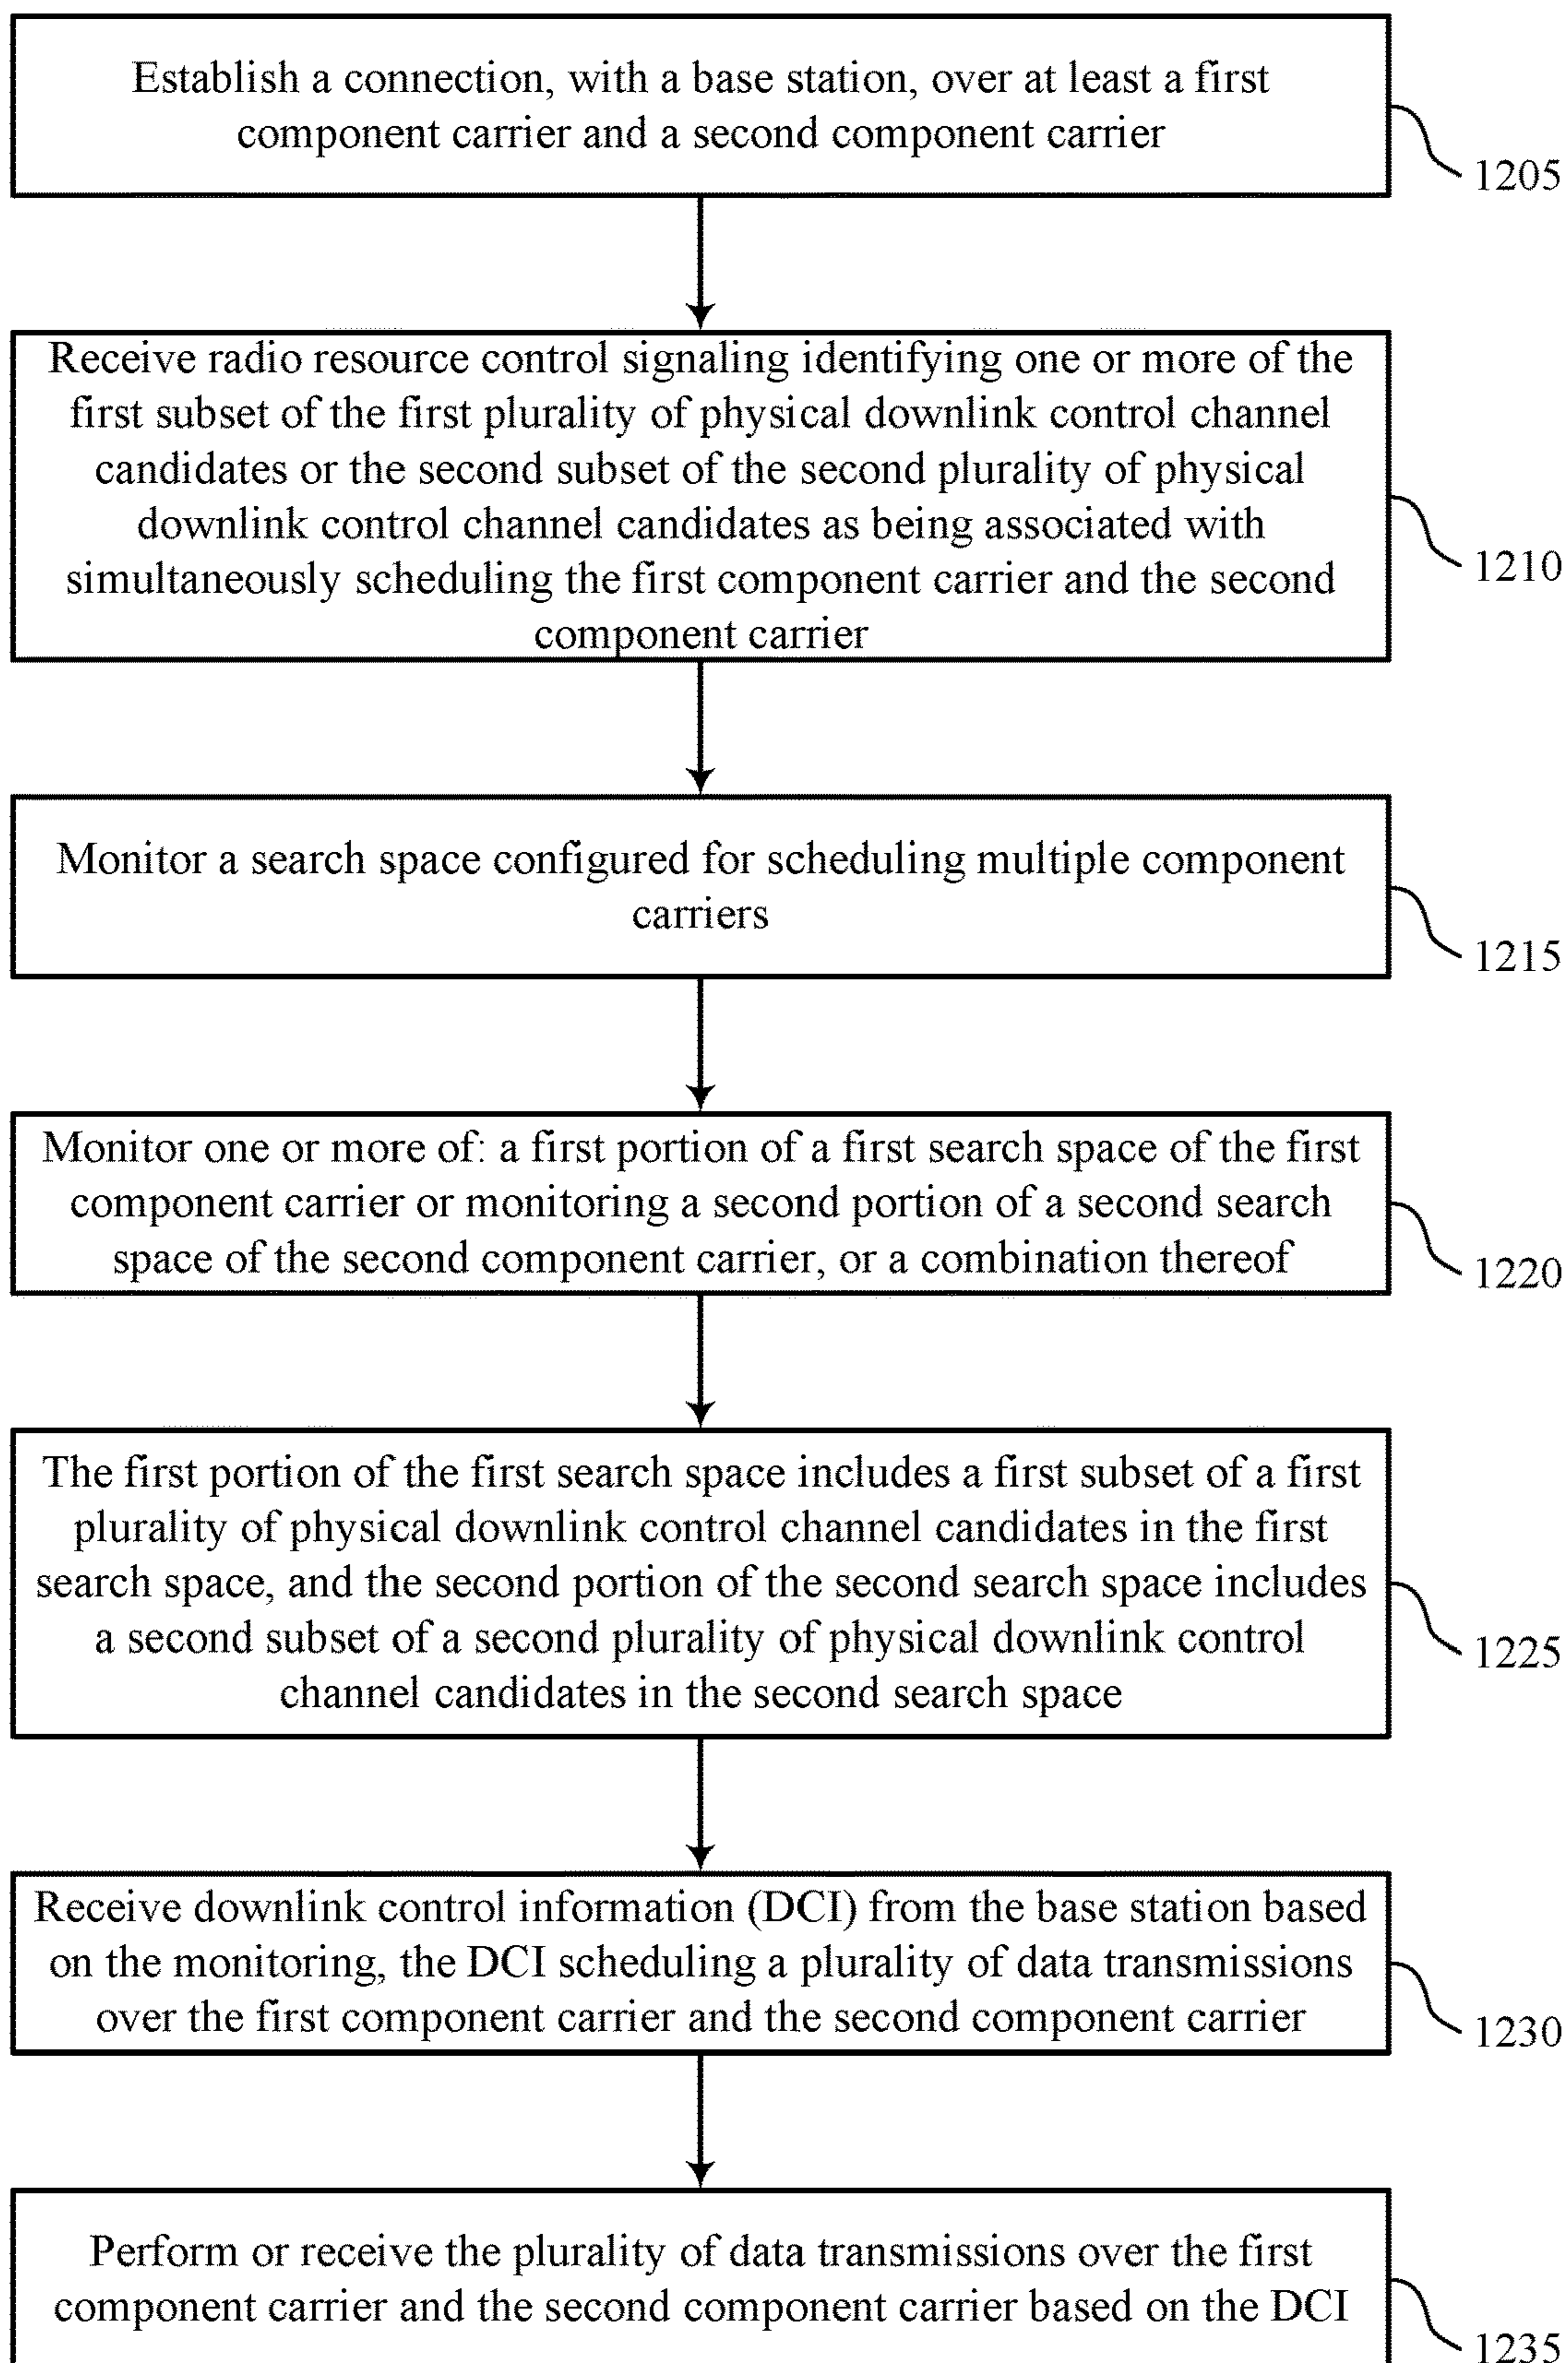 Establish a connection, with a base station, over at least a first
component carrier and a second component carrier
1205
Receive radio resource control signaling identifying one or more of the
first subset of the first plurality of physical downlink control channel
candidates or the second subset of the second plurality of physical
downlink control channel candidates as being associated with
simultaneously scheduling the first component carrier and the second
component carrier
1210
Monitor a search space configured for scheduling multiple component
carriers
1215
Monitor one or more of: a first portion of a first search space of the first
component carrier or monitoring a second portion of a second search
space of the second component carrier, or a combination thereof
1220
The first portion of the first search space includes a first subset of a first
plurality of physical downlink control channel candidates in the first
search space, and the second portion of the second search space includes
a second subset of a second plurality of physical downlink control
channel candidates in the second search space
1225
Receive downlink control information (DCI) from the base station based
on the monitoring, the DCI scheduling a plurality of data transmissions
over the first component carrier and the second component carrier
1230
Perform or receive the plurality of data transmissions over the first
component carrier and the second component carrier based on the DCI
1235